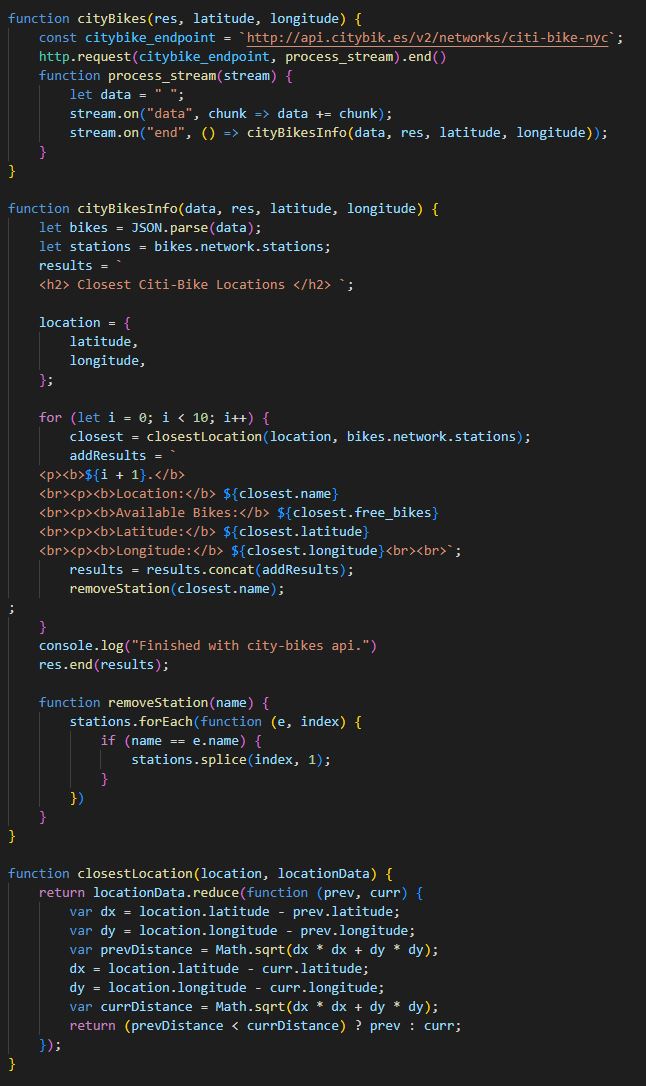 function cityBikes(res, latitude, longitude) {
    const citybike_endpoint = `http://api.citybik.es/v2/networks/citi-bike-nyc`;
    http.request(citybike_endpoint, process_stream).end()
    function process_stream(stream) {
        let data = " ";
        stream.on("data", chunk => data += chunk);
        stream.on("end", () => cityBikesInfo(data, res, latitude, longitude));
    }
}

function cityBikesInfo(data, res, latitude, longitude) {
    let bikes = JSON.parse(data);
    let stations = bikes.network.stations;
    results = `
    <h2> Closest Citi-Bike Locations </h2> `;

    location = {
        latitude,
        longitude,
    };

    for (let i = 0; i < 10; i++) {
        closest = closestLocation(location, bikes.network.stations);
        addResults = `
    <p><b>${i + 1}.</b>
    <br><p><b>Location:</b> ${closest.name}
    <br><p><b>Available Bikes:</b> ${closest.free_bikes}
    <br><p><b>Latitude:</b> ${closest.latitude}
    <br><p><b>Longitude:</b> ${closest.longitude}<br><br>`;
        results = results.concat(addResults);
        removeStation(closest.name);
;
    }
    console.log("Finished with city-bikes api.")
    res.end(results);

    function removeStation(name) {
        stations.forEach(function (e, index) {
            if (name == e.name) {
                stations.splice(index, 1);
            }
        })
    }
}

function closestLocation(location, locationData) {
    return locationData.reduce(function (prev, curr) {
        var dx = location.latitude - prev.latitude;
        var dy = location.longitude - prev.longitude;
        var prevDistance = Math.sqrt(dx * dx + dy * dy);
        dx = location.latitude - curr.latitude;
        dy = location.longitude - curr.longitude;
        var currDistance = Math.sqrt(dx * dx + dy * dy);
        return (prevDistance < currDistance) ? prev : curr;
    });
}